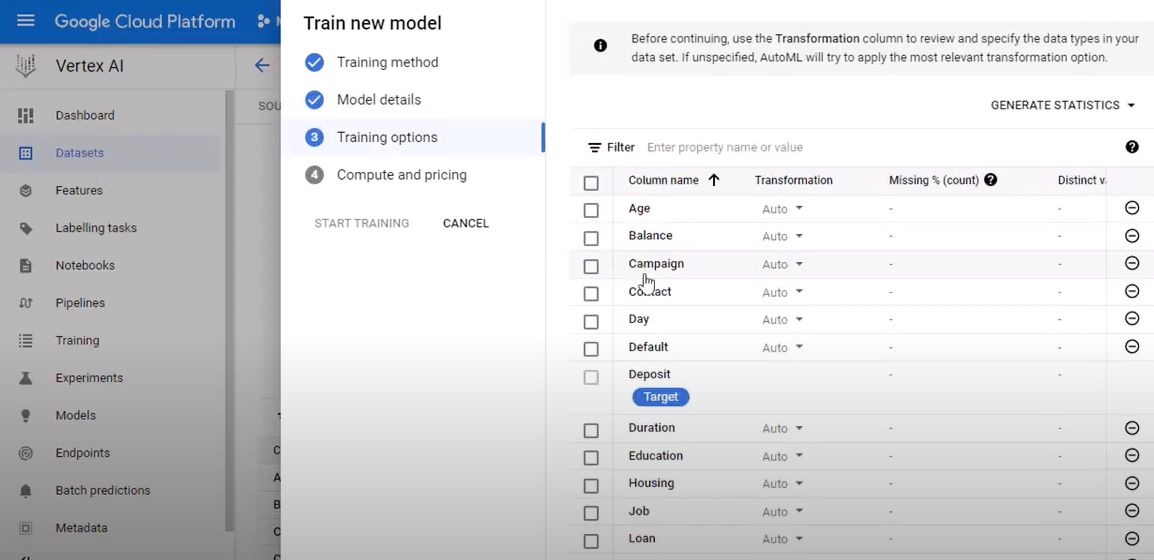 Google Cloud Platform
Vertex AI
Dashboard
Datasets
Features
Labelling tasks
Notebooks
Pipelines
Training
Experiments
Models
Endpoints
Batch predictions
Metadata
SOU
Train new model
Training method
Model details
3 Training options
4 Compute and pricing
START TRAINING CANCEL
Before continuing, use the Transformation column to review and specify the data types in your
data set. If unspecified, AutoML will try to apply the most relevant transformation option.
GENERATE STATISTICS
Filter Enter property name or value
Column name Transformation Missing % (count) Distinct va
Age Auto - -
Balance Auto - -
Campaign Auto - -
Contact Auto - -
Day Auto - -
Default Auto - -
Deposit - -
Target
Duration Auto - -
Education Auto - -
Housing Auto - -
Job Auto - -
Loan Auto - -